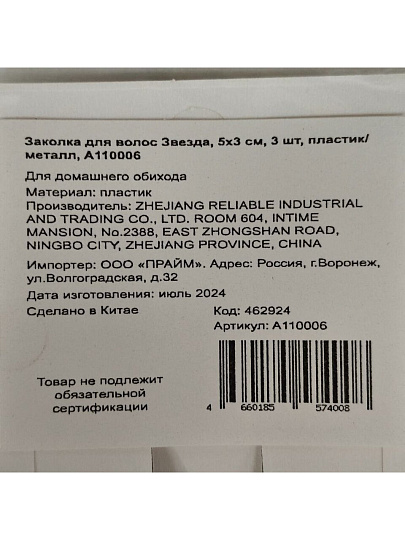 Заколка для волос Звезда, 5х3 см, 3 шт, пластик/
металл, А110006
Для домашнего обихода
Материал: пластик
Производитель: ZHEJIANG RELIABLE INDUSTRIAL
AND TRADING CO., LTD. ROOM 604, INTIME
MANSION, No.2388, EAST ZHONGSHAN ROAD,
NINGBO CITY, ZHEJIANG PROVINCE, CHINA
Импортер: ООО «ПРАЙМ». Адрес: Россия, г.Воронеж,
ул.Волгоградская, д.32
Дата изготовления: июль 2024
Сделано в Китае
Код: 462924
Артикул: А110006
Товар не подлежит
обязательной
сертификации
4 660185 574008